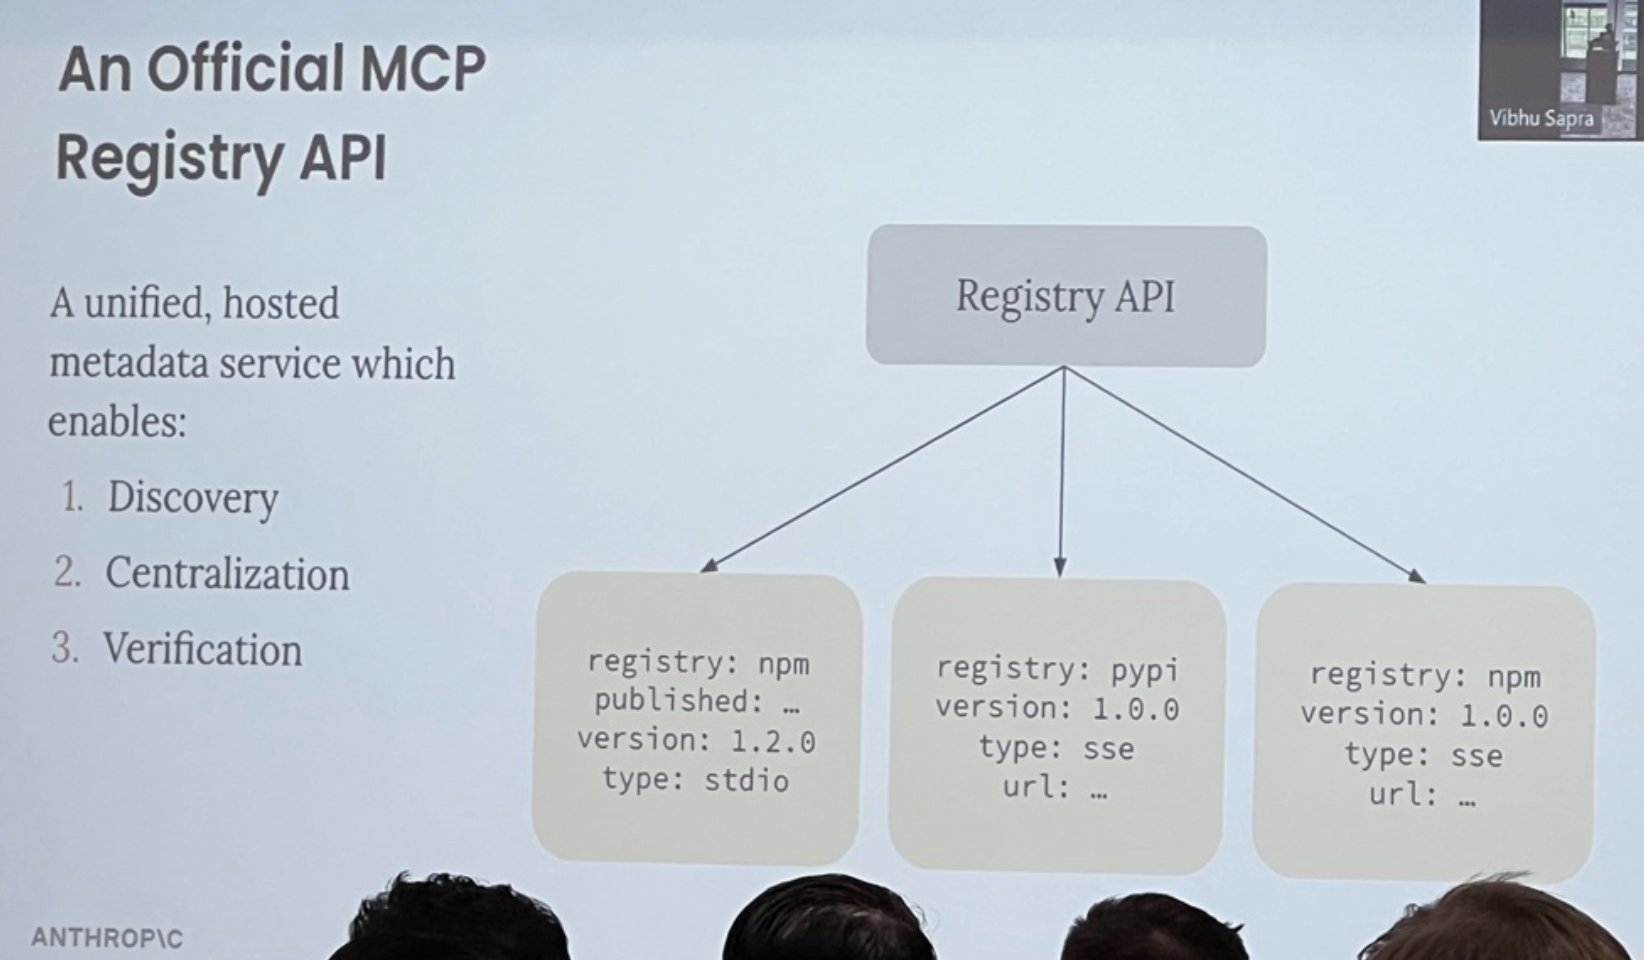 An Official MCP
Registry API
Vibhu Sapra
A unified, hosted
metadata service which
enables:
1. Discovery
2. Centralization
3. Verification
Registry API
registry: npm
published: …
version: 1.2.0
type: stdio
registry: pypi
version: 1.0.0
type: sse
url: …
registry: npm
version: 1.0.0
type: sse
url: …
ANTHROP\C